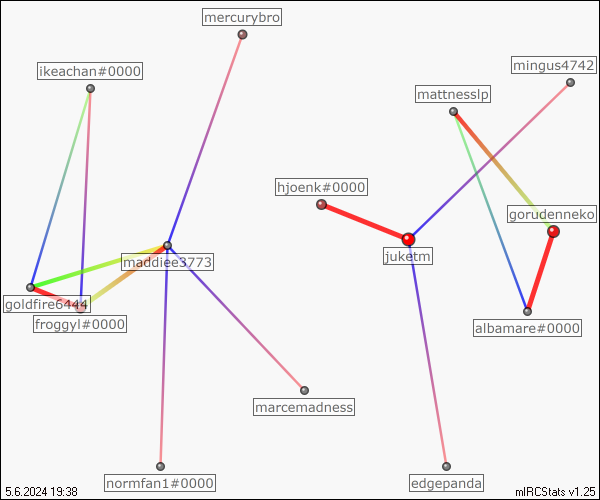 mercurybro
ikeachan#0000
mingus4742
mattnesslp
hjoenk#0000
gorudenneko
juketm
maddiee3773
goldfire6444
froggyl#0000
albamare#0000
marcemadness
normfan1#0000
edgepanda
5.6.2024 19:38
mIRCStats v1.25